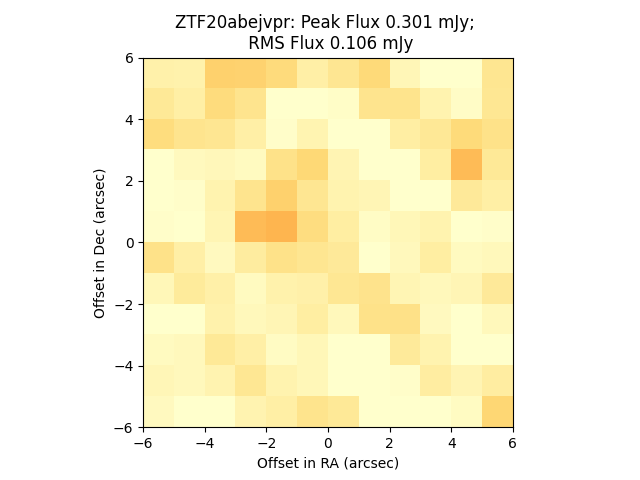 ZTF20abejvpr: Peak Flux 0.301 mJy;
RMS Flux 0.106 mJy
6
4
2
0
−2
−4
−6
Offset in Dec (arcsec)
−6 −4 −2 0 2 4 6
Offset in RA (arcsec)